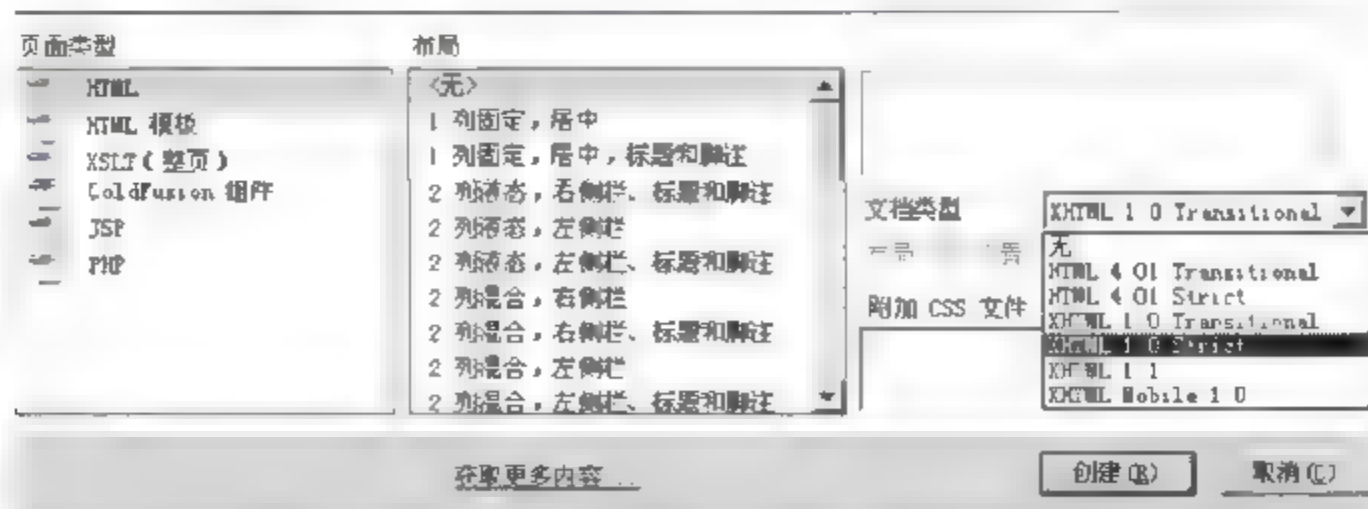 页面类型
HTML
HTML 模板
XSLT(整页)
ColdFusion 组件
JSP
PHP
布局
<无>
1 列固定,居中
1 列固定,居中,标题和脚注
2 列液态,右侧栏、标题和脚注
2 列液态,左侧栏
2 列液态,左侧栏、标题和脚注
2 列混合,右侧栏
2 列混合,右侧栏、标题和脚注
2 列混合,左侧栏
2 列混合,左侧栏、标题和脚注
文档类型
XHTML 1 0 Transitional
无
HTML 4 01 Transitional
HTML 4 01 Strict
XHTML 1 0 Transitional
XHTML 1 0 Strict
XHTML 1 1
XHTML Mobile 1 0
附加 CSS 文件
获取更多内容...
创建(R)
取消(C)